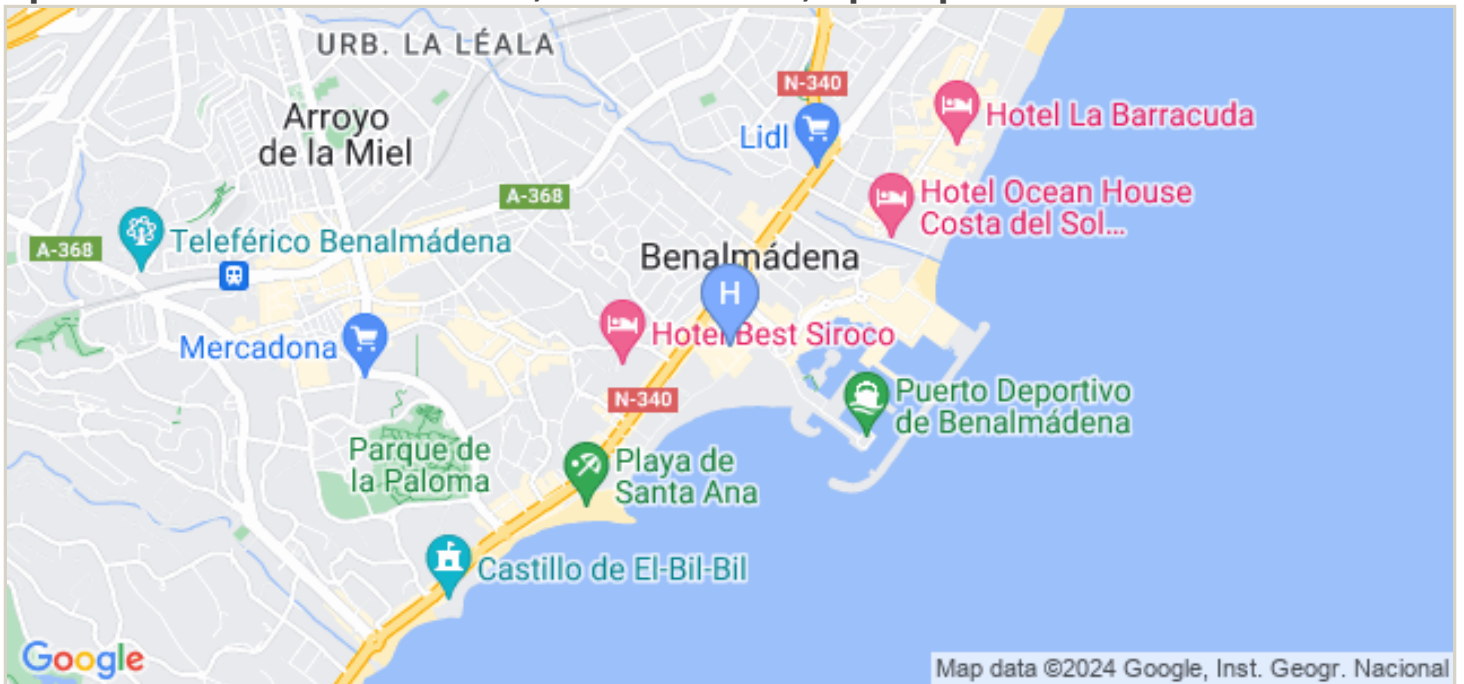 URB. LA LÉALA
N-340
Arroyo
de la Miel
Lidl
Hotel La Barracuda
A-368
Hotel Ocean House
Costa del Sol...
A-368
Teleférico Benalmádena
Benalmádena
H
Mercadona
Hotel Best Siroco
N-340
Puerto Deportivo
de Benalmádena
Parque de
la Paloma
Playa de
Santa Ana
Castillo de El-Bil-Bil
Google
Map data ©2024 Google, Inst. Geogr. Nacional